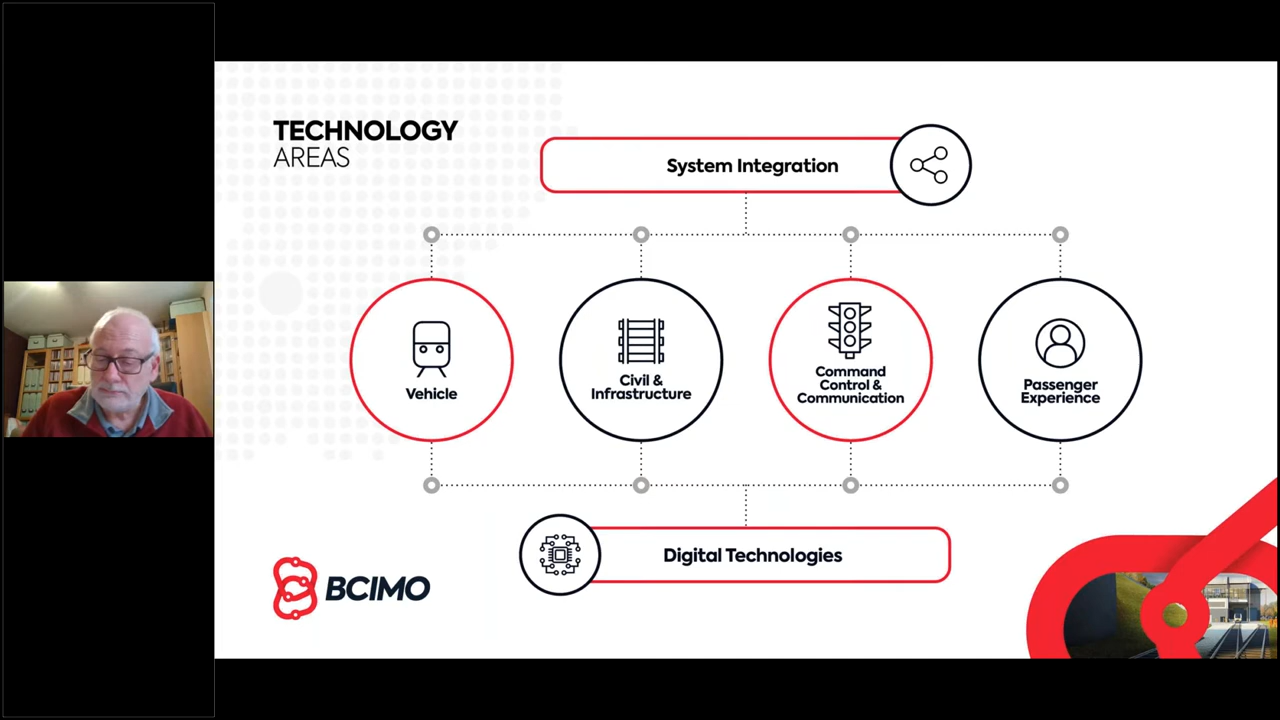 TECHNOLOGY
AREAS
System Integration
Vehicle
Civil &
Infrastructure
Command
Control &
Communication
Passenger
Experience
Digital Technologies
BCIMO